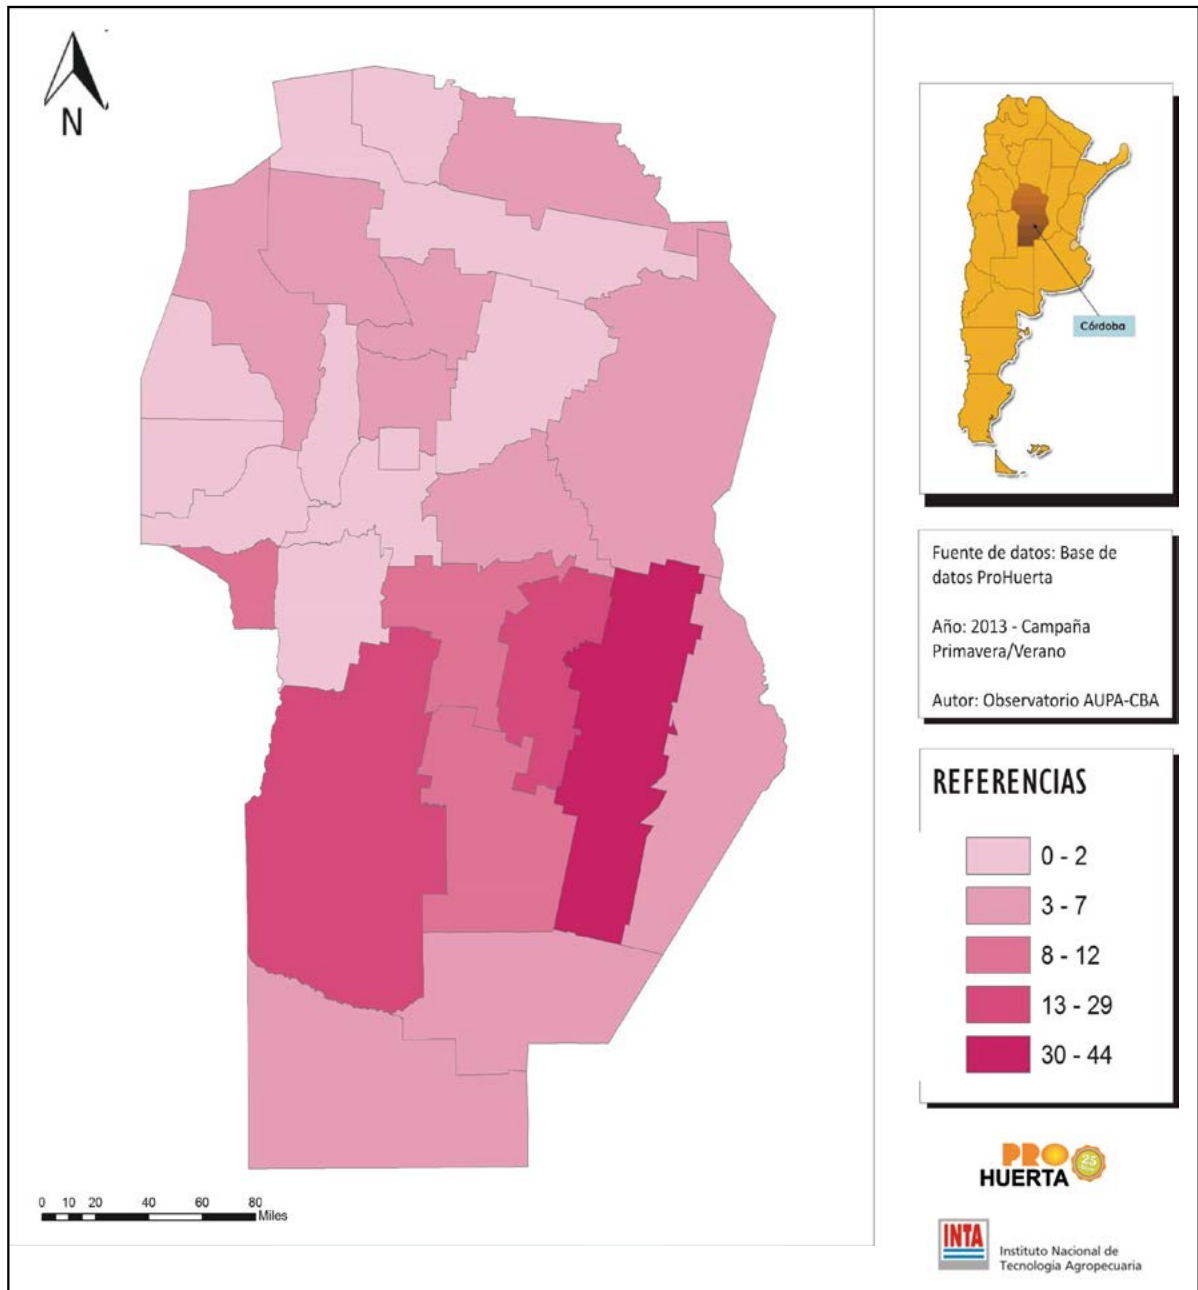 N
Córdoba
Fuente de datos: Base de
datos ProHuerta
Año: 2013 - Campaña
Primavera/Verano
Autor: Observatorio AUPA-CBA
REFERENCIAS
0 - 2
3 - 7
8 - 12
13 - 29
30 - 44
0 10 20 40 60 80
Miles
PRO
HUERTA
25
INTA
Instituto Nacional de
Tecnología Agropecuaria